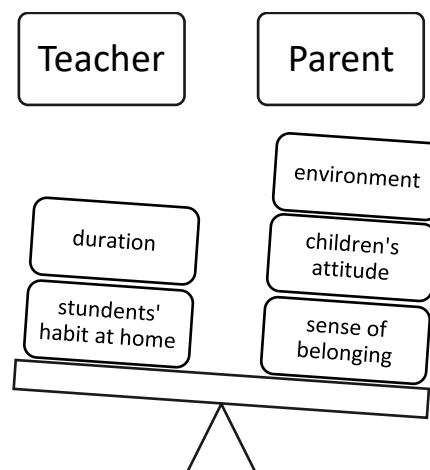 Teacher
Parent
environment
duration
children's
attitude
stundents'
habit at home
sense of
belonging